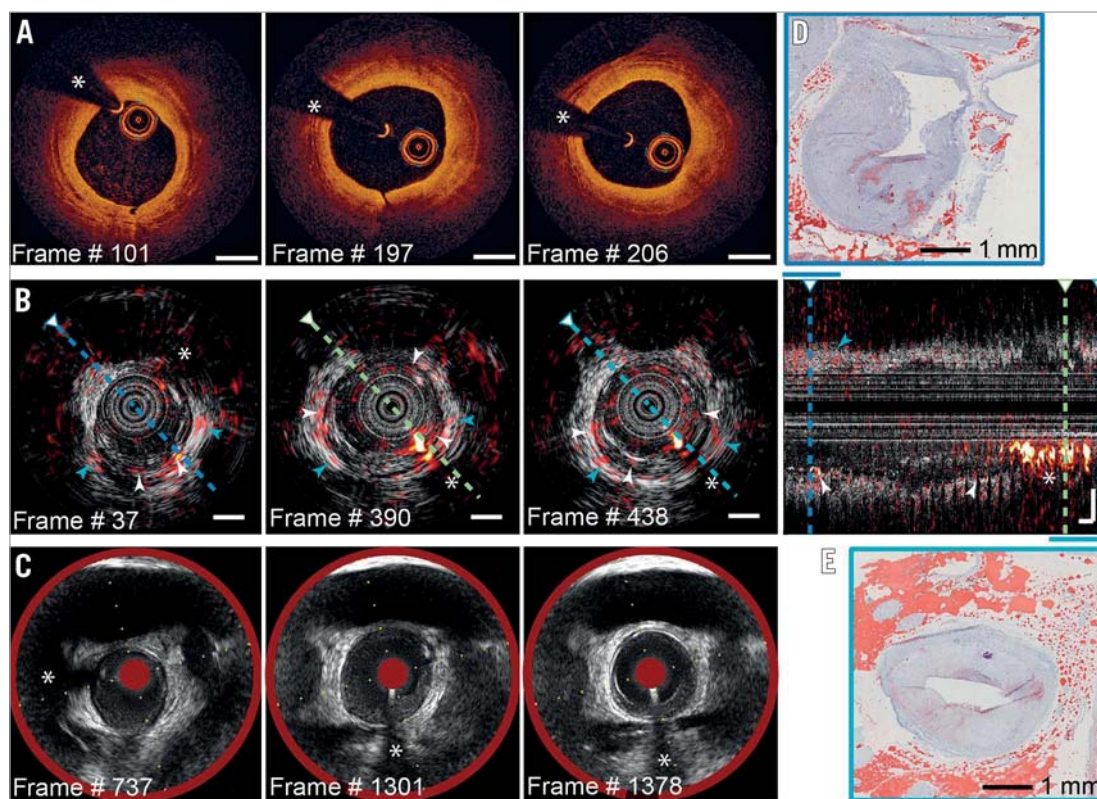 A
*
Frame # 101
*
Frame # 197
*
Frame # 206
D
1 mm
B
*
Frame # 37
*
Frame # 390
*
Frame # 438
*
C
*
Frame # 737
*
Frame # 1301
*
Frame # 1378
E
1 mm